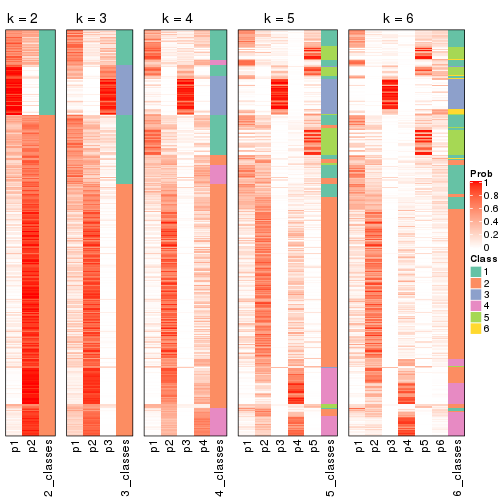 k = 2
k = 3
k = 4
k = 5
k = 6
p1
p2
2_classes
p1
p2
p3
3_classes
p1
p2
p3
p4
4_classes
p1
p2
p3
p4
p5
5_classes
p1
p2
p3
p4
p5
p6
6_classes
Prob
1
0.8
0.6
0.4
0.2
0
Class
1
2
3
4
5
6